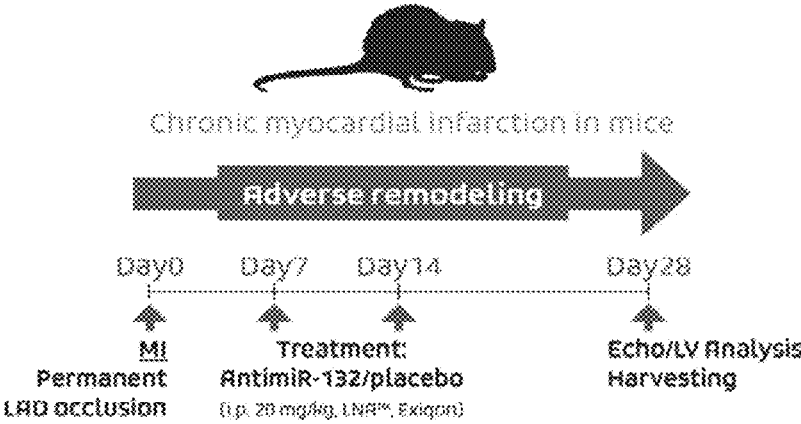 Chronic myocardial infarction in mice
Adverse remodeling
Day0 Day7 Day14 Day28
MI
Permanent
LAD occlusion
Treatment:
AntimiR-132/placebo
(i.p. 20 mg/kg, LNA™, Exiqon)
Echo/LV Analysis
Harvesting